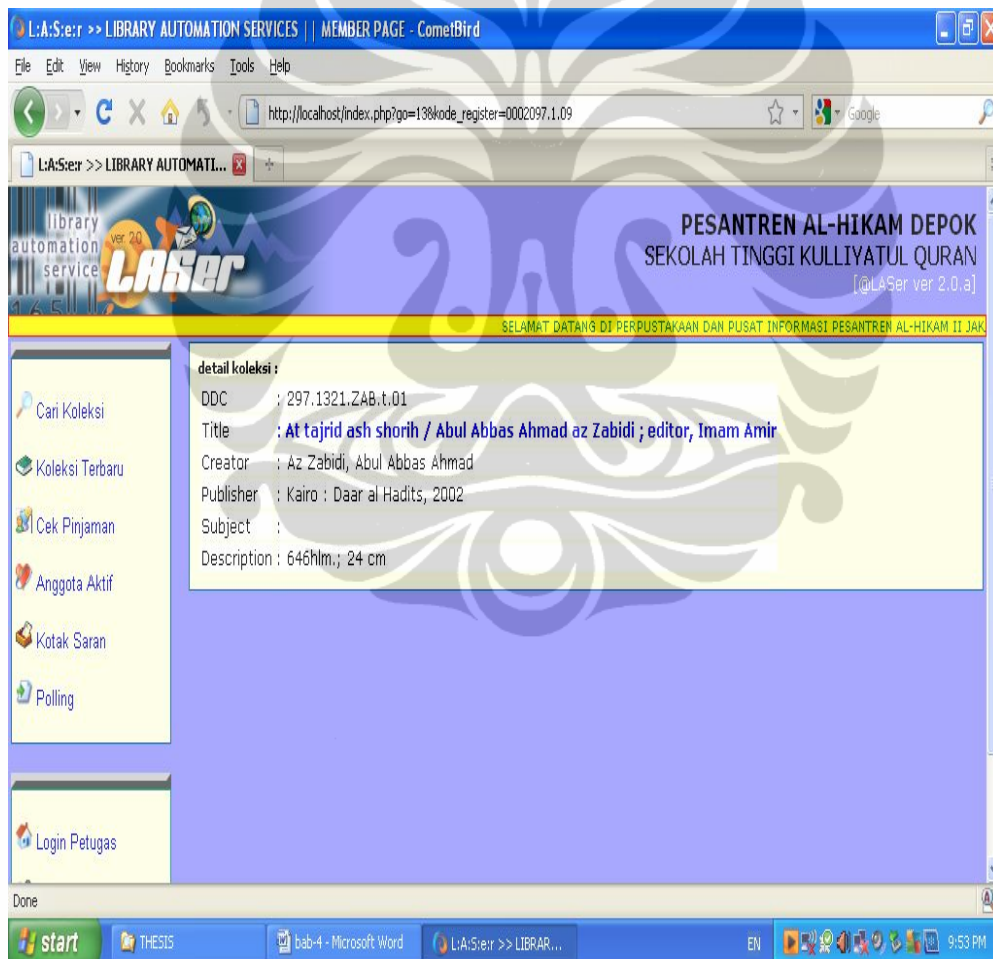 L:A:S:e:r >> LIBRARY AUTOMATION SERVICES || MEMBER PAGE - CometBird
File Edit View History Bookmarks Tools Help
http://localhost/index.php?go=13&kode_register=0002097.1.09
Google
L:A:S:e:r >> LIBRARY AUTOMATI...
library
automation
service
ver. 2.0
LASer
165
PESANTREN AL-HIKAM DEPOK
SEKOLAH TINGGI KULLIYATUL QURAN
[@LASer ver 2.0.a]
SELAMAT DATANG DI PERPUSTAKAAN DAN PUSAT INFORMASI PESANTREN AL-HIKAM II JAK
Cari Koleksi
Koleksi Terbaru
Cek Pinjaman
Anggota Aktif
Kotak Saran
Polling
Login Petugas
detail koleksi :
DDC : 297.1321.ZAB.t.01
Title : At tajrid ash shorih / Abul Abbas Ahmad az Zabidi ; editor, Imam Amir
Creator : Az Zabidi, Abul Abbas Ahmad
Publisher : Kairo : Daar al Hadits, 2002
Subject :
Description : 646hlm.; 24 cm
Done
start THESIS bab-4 - Microsoft Word L:A:S:e:r >> LIBRAR... EN 9:53 PM